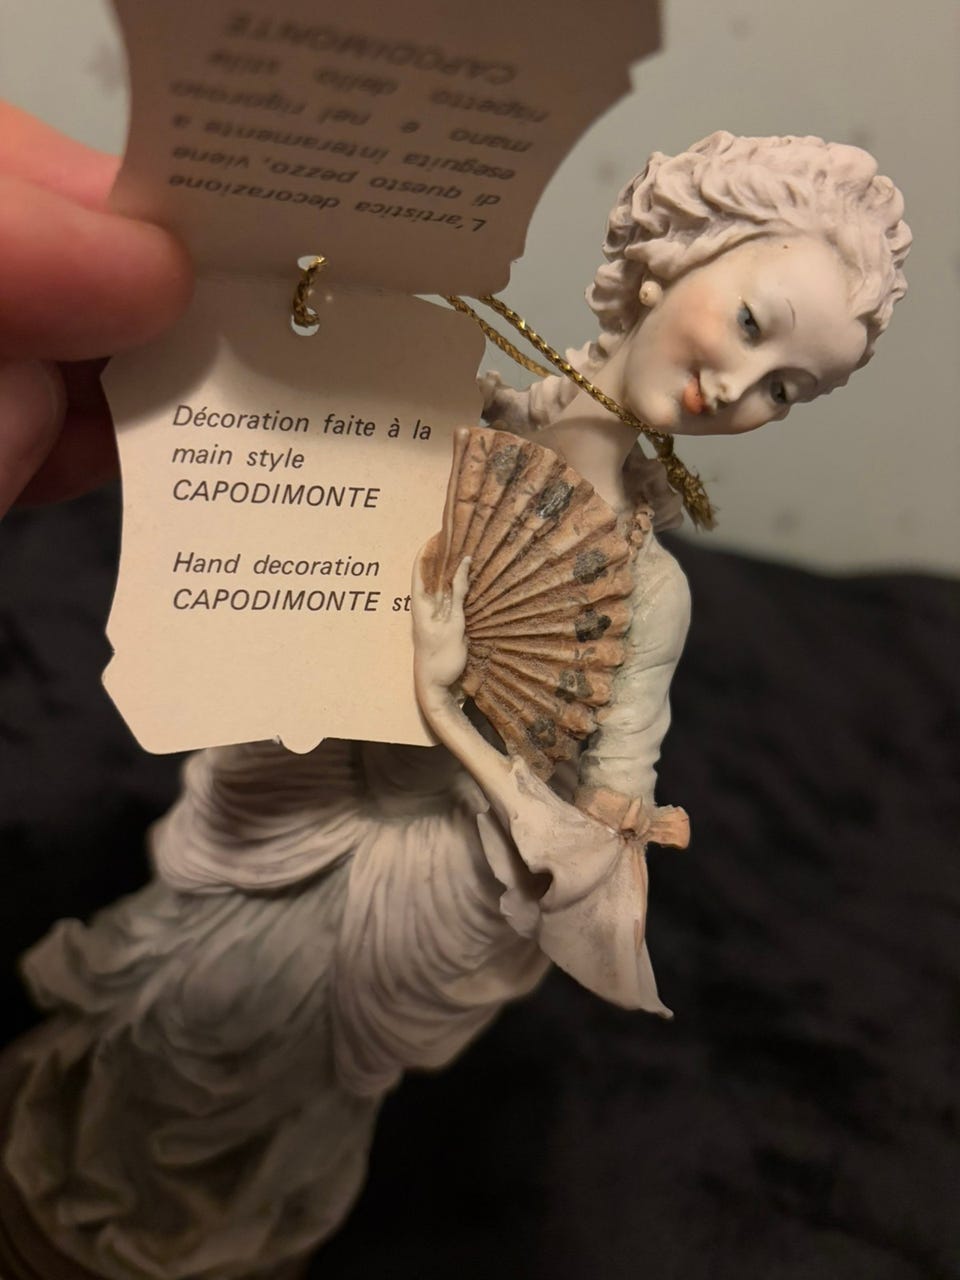 L'artistica decorazione
di questo pezzo, viene
eseguita interamente a
mano e nel rigoroso
rispetto dello stile
CAPODIMONTE
Décoration faite à la
main style
CAPODIMONTE
Hand decoration
CAPODIMONTE st